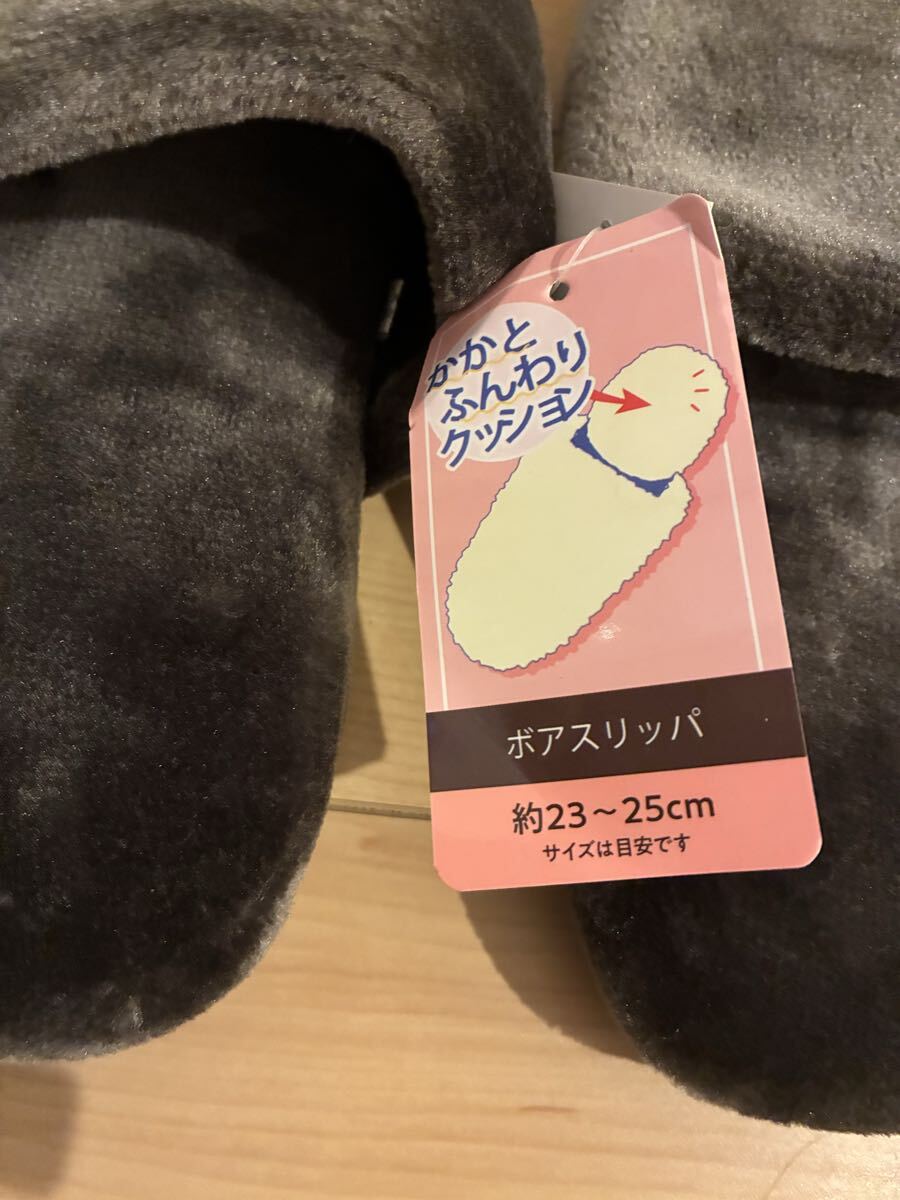 かかと
ふんわり
クッション
ボアスリッパ
約23～25cm
サイズは目安です